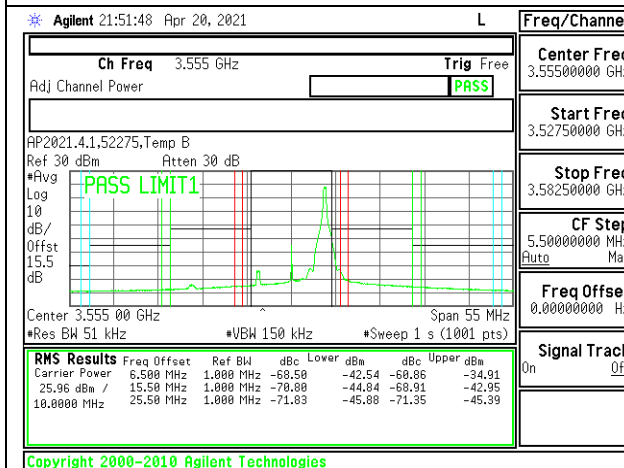 Agilent 21:51:48 Apr 20, 2021 L
Ch Freq 3.555 GHz Trig Free
Adj Channel Power PASS
AP2021.4.1,52275,Temp B
Ref 30 dBm Atten 30 dB
#Avg
Log
10
dB/
Offst
15.5
dB
PASS LIMIT1
Center 3.555 00 GHz Span 55 MHz
#Res BW 51 kHz #VBW 150 kHz #Sweep 1 s (1001 pts)
RMS Results Freq Offset Ref BW dBc Lower dBm dBc Upper dBm
Carrier Power 6.500 MHz 1.000 MHz -68.50 -42.54 -60.86 -34.91
25.96 dBm / 15.50 MHz 1.000 MHz -70.80 -44.84 -68.91 -42.95
10.0000 MHz 25.50 MHz 1.000 MHz -71.83 -45.88 -71.35 -45.39
Copyright 2000-2010 Agilent Technologies
Freq/Channe
Center Fre
3.55500000 GH
Start Fre
3.52750000 GH
Stop Fre
3.58250000 GH
CF Ste
5.50000000 MH
Auto Ma
Freq Offse
0.00000000 H
Signal Trac
On Of